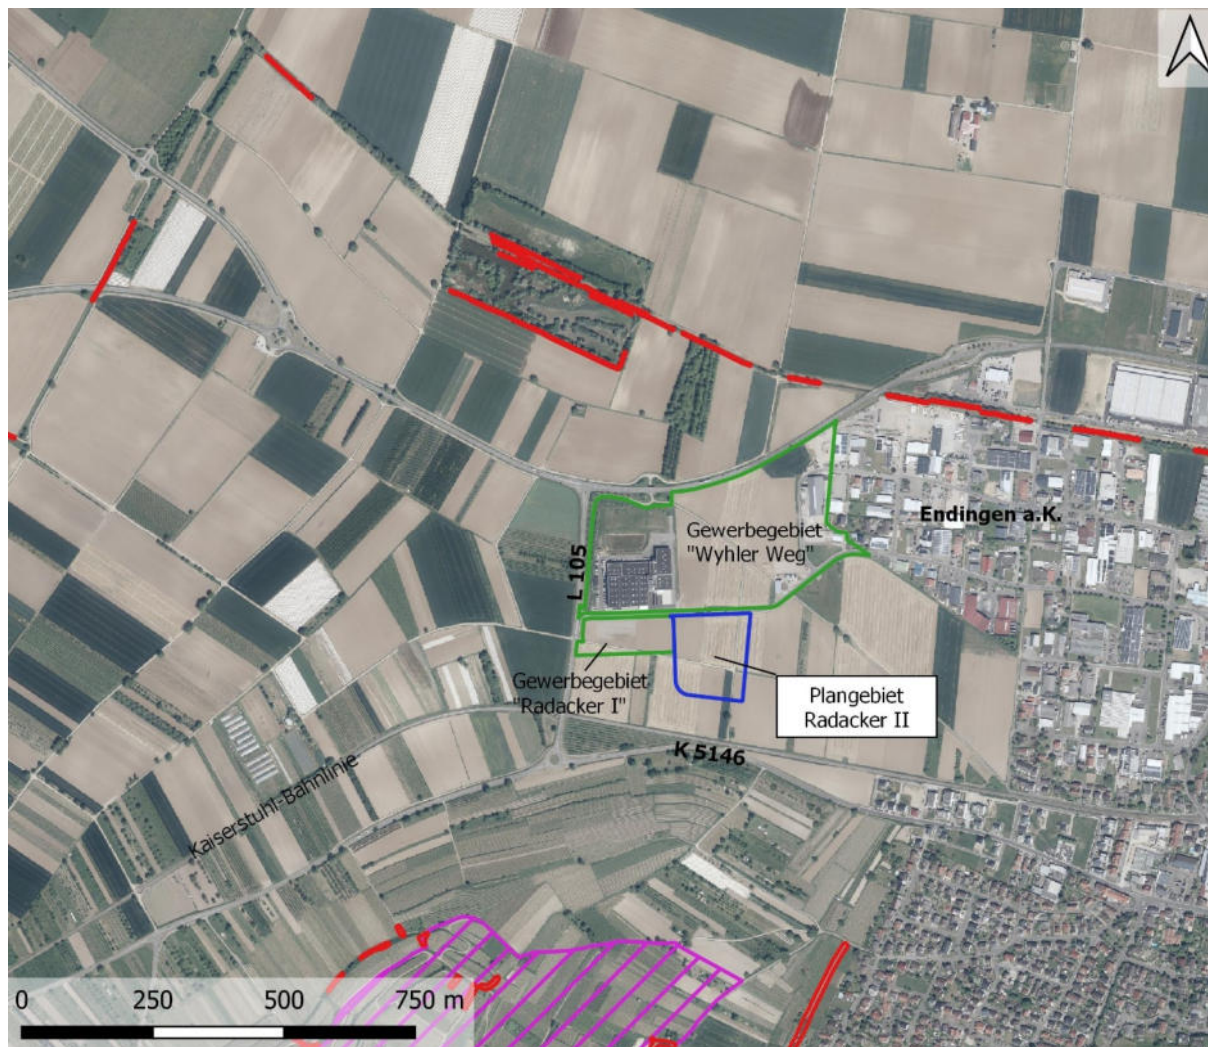 Endingen a.K.
Gewerbegebiet
"Wyhler Weg"
L 105
Gewerbegebiet
"Radacker I"
Plangebiet
Radacker II
K 5146
Kaiserstuhl-Bahnlinie
0 250 500 750 m